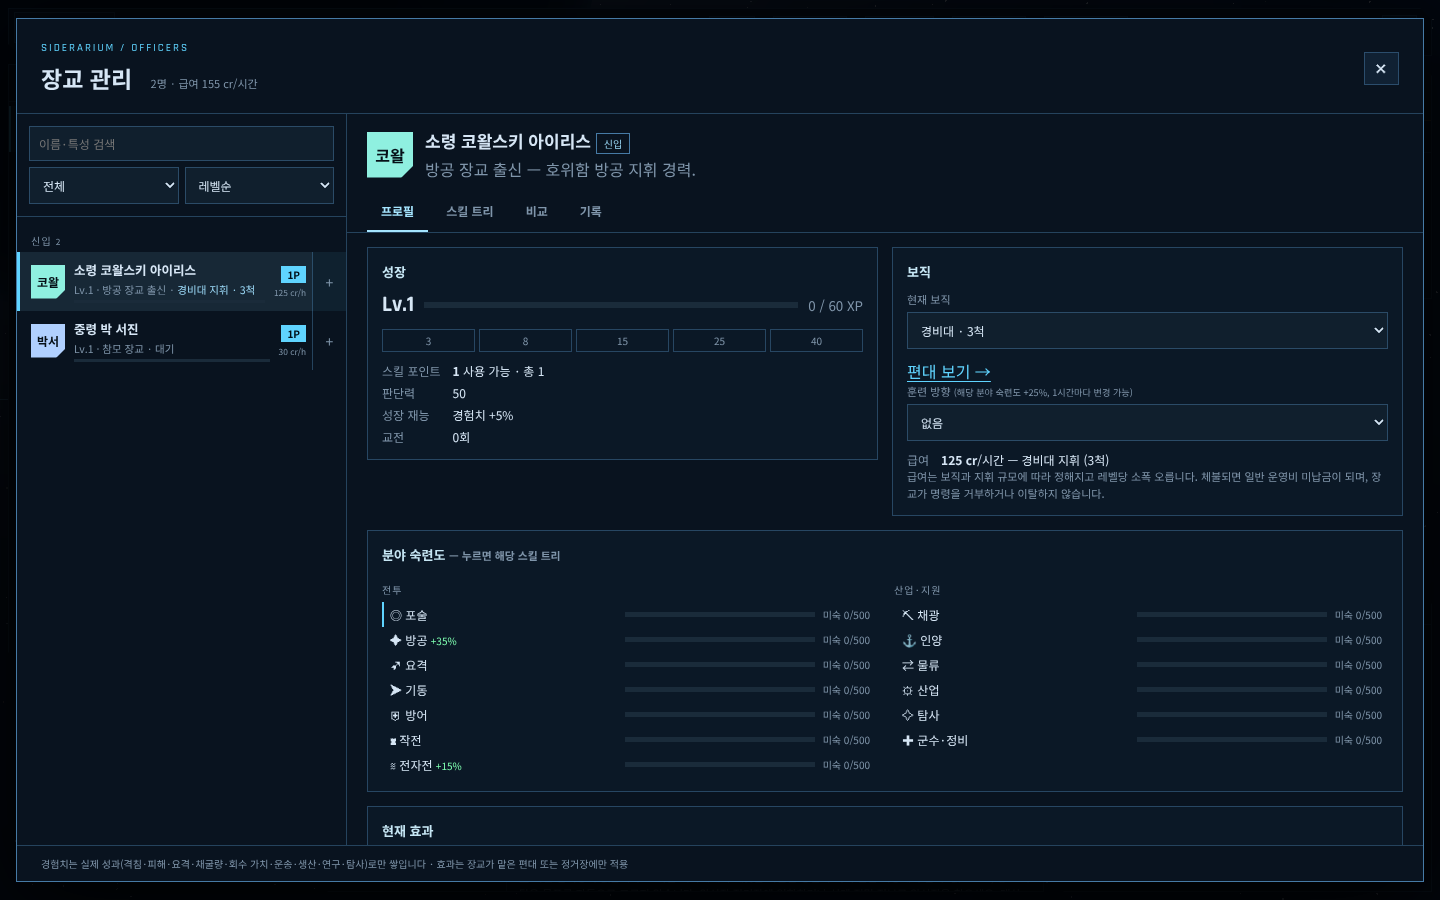 SIDERARIUM / OFFICERS
장교 관리 2명 · 급여 155 cr/시간
×
이름·특성 검색
전체 레벨순
신입 2
코왈
소령 코왈스키 아이리스
Lv.1 · 방공 장교 출신 · 경비대 지휘 · 3척
1P
125 cr/h
+
박서
중령 박 서진
Lv.1 · 참모 장교 · 대기
1P
30 cr/h
+
코왈
소령 코왈스키 아이리스 신입
방공 장교 출신 — 호위함 방공 지휘 경력.
프로필 스킬 트리 비교 기록
성장
Lv.1 0 / 60 XP
3 8 15 25 40
스킬 포인트 1 사용 가능 · 총 1
판단력 50
성장 재능 경험치 +5%
교전 0회
보직
현재 보직
경비대 · 3척
편대 보기 →
훈련 방향 (해당 분야 숙련도 +25%, 1시간마다 변경 가능)
없음
급여 125 cr/시간 — 경비대 지휘 (3척)
급여는 보직과 지휘 규모에 따라 정해지고 레벨당 소폭 오릅니다. 체불되면 일반 운영비 미납금이 되며, 장
교가 명령을 거부하거나 이탈하지 않습니다.
분야 숙련도 — 누르면 해당 스킬 트리
전투
◎ 포술 미숙 0/500
✦ 방공 +35% 미숙 0/500
➶ 요격 미숙 0/500
➤ 기동 미숙 0/500
⛨ 방어 미숙 0/500
♜ 작전 미숙 0/500
≋ 전자전 +15% 미숙 0/500
산업·지원
⛏ 채광 미숙 0/500
⚓ 인양 미숙 0/500
⇄ 물류 미숙 0/500
⛭ 산업 미숙 0/500
✧ 탐사 미숙 0/500
✚ 군수·정비 미숙 0/500
현재 효과
경험치는 실제 성과(격침·피해·요격·채굴량·회수 가치·운송·생산·연구·탐사)로만 쌓입니다 · 효과는 장교가 맡은 편대 또는 정거장에만 적용